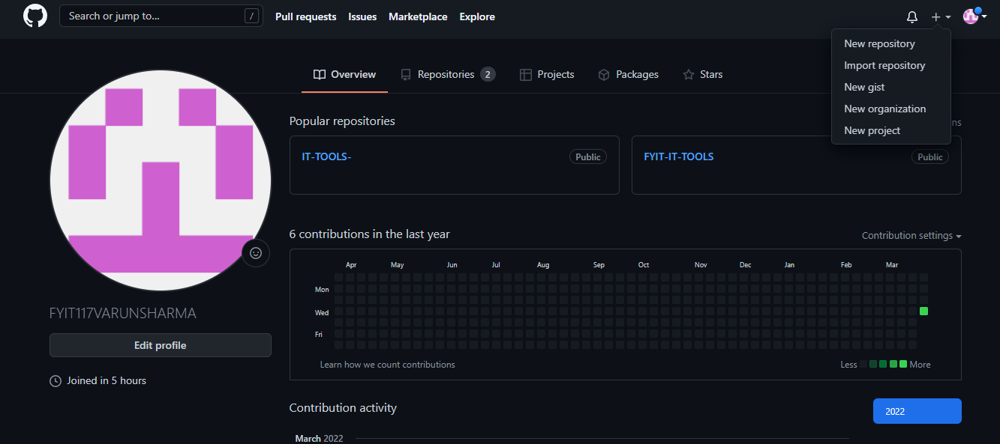 Search or jump to...
/
Pull requests
Issues
Marketplace
Explore
New repository
Import repository
New gist
New organization
New project
Overview
Repositories 2
Projects
Packages
Stars
Popular repositories
ns
IT-TOOLS-
Public
FYIT-IT-TOOLS
Public
FYIT117VARUNSHARMA
Edit profile
Joined in 5 hours
6 contributions in the last year
Contribution settings
Apr May Jun Jul Aug Sep Oct Nov Dec Jan Feb Mar
Mon
Wed
Fri
Learn how we count contributions
Less More
Contribution activity
2022
March 2022